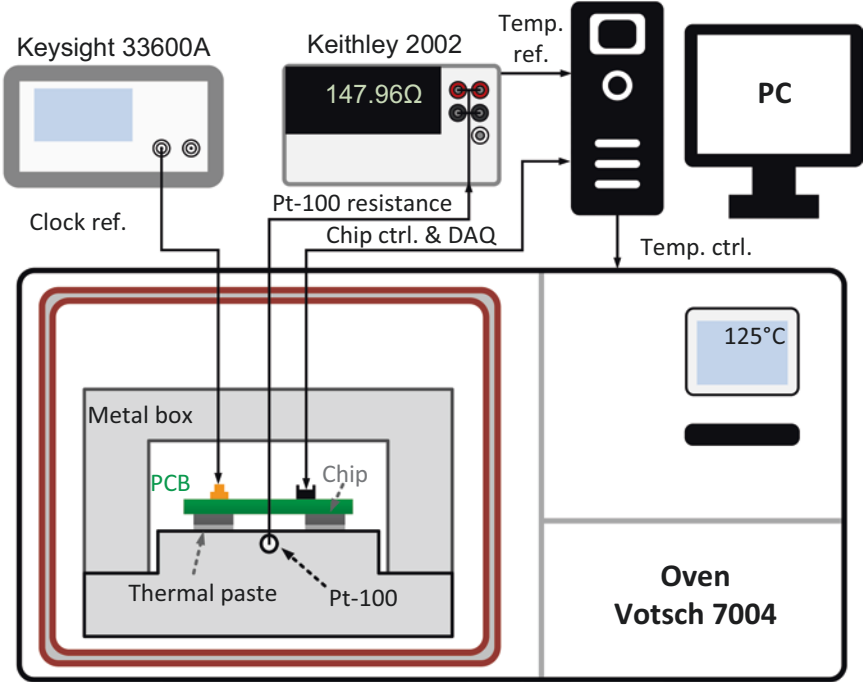 Keysight 33600A
Keithley 2002
147.96Ω
Temp.
ref.
PC
Clock ref.
Pt-100 resistance
Chip ctrl. & DAQ
Temp. ctrl.
125°C
Metal box
PCB
Chip
Thermal paste
Pt-100
Oven
Votsch 7004